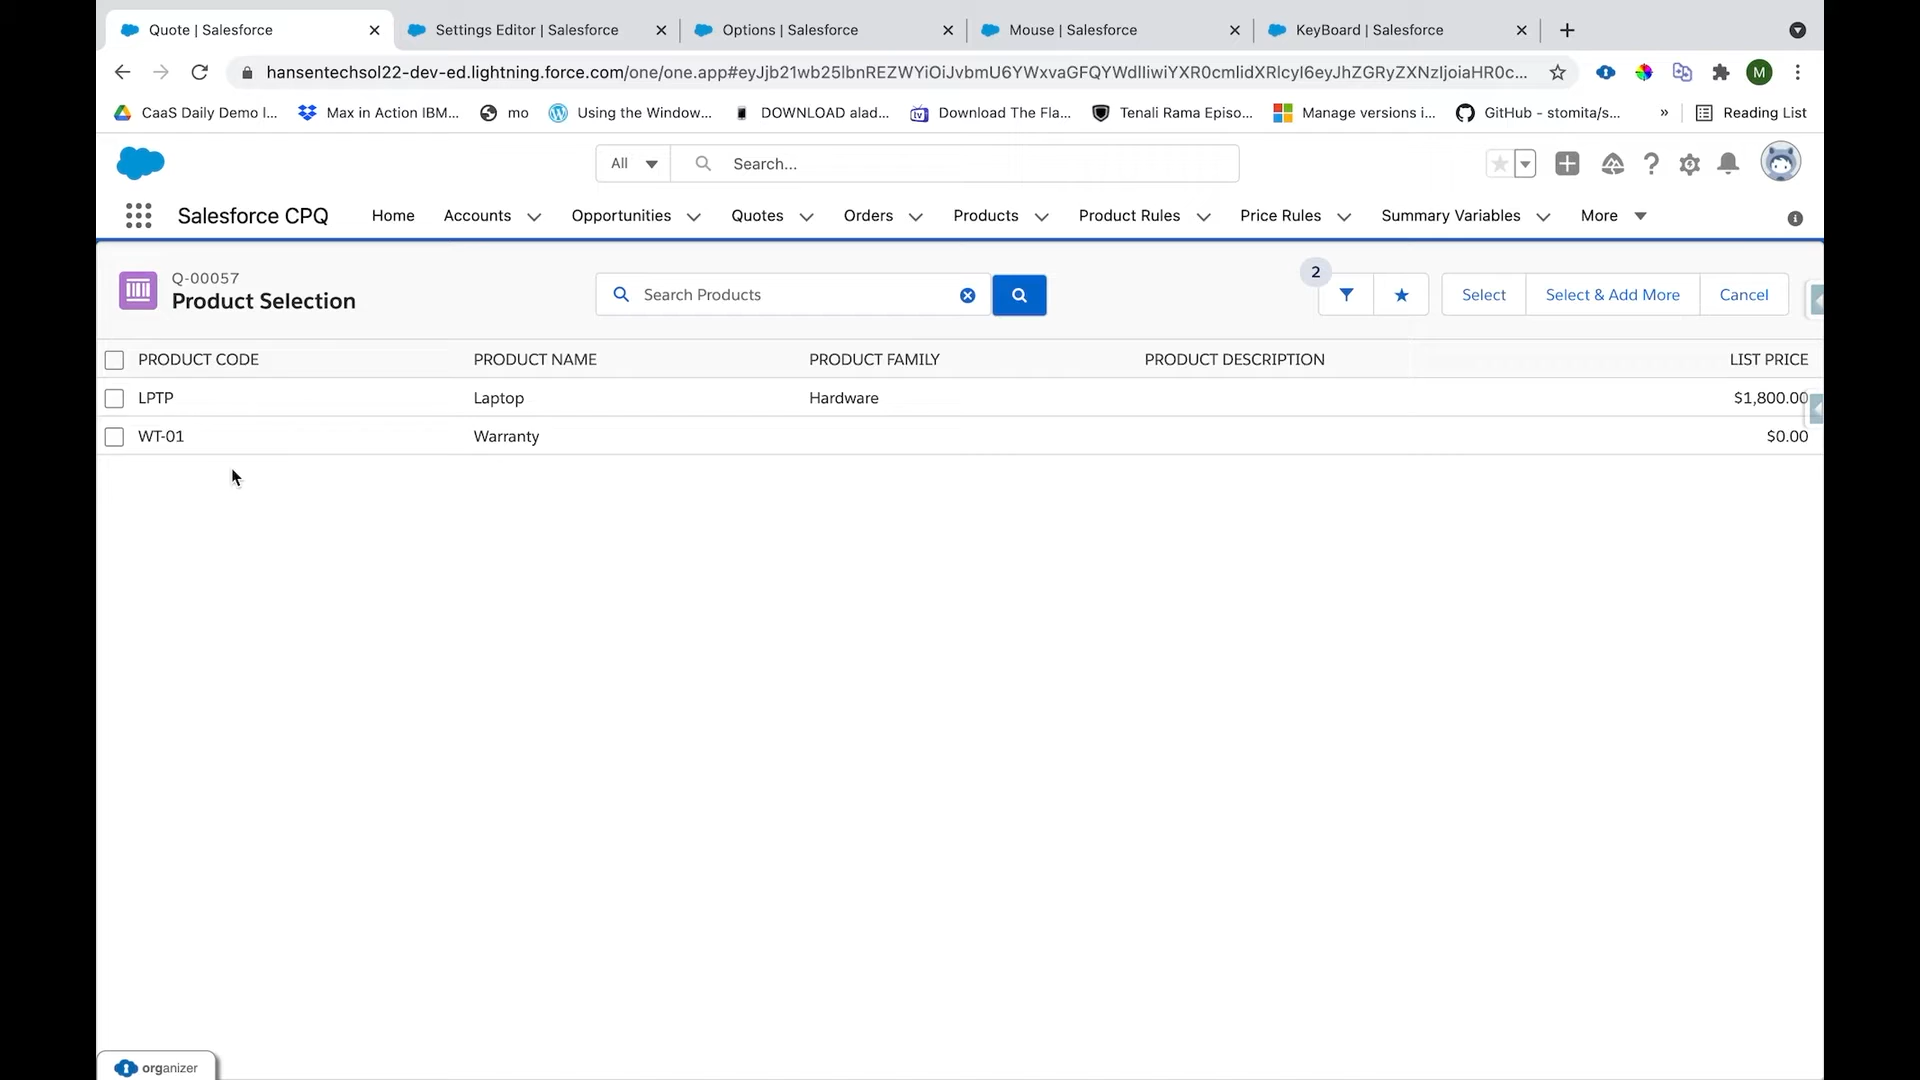 Quote | Salesforce
Settings Editor | Salesforce
Options | Salesforce
Mouse | Salesforce
KeyBoard | Salesforce
hansentechsol22-dev-ed.lightning.force.com/one/one.app#
M
CaaS Daily Demo I...
Max in Action IBM...
mo
Using the Window...
DOWNLOAD alad...
tv
Download The Fla...
Tenali Rama Episo...
Manage versions i...
GitHub - stomita/s...
»
Reading List
All
Search...
Salesforce CPQ
Home
Accounts
Opportunities
Quotes
Orders
Products
Product Rules
Price Rules
Summary Variables
More
Q-00057
Product Selection
Search Products
2
Select
Select & Add More
Cancel
PRODUCT CODE
PRODUCT NAME
PRODUCT FAMILY
PRODUCT DESCRIPTION
LIST PRICE
LPTP
Laptop
Hardware
$1,800.00
WT-01
Warranty
$0.00
organizer